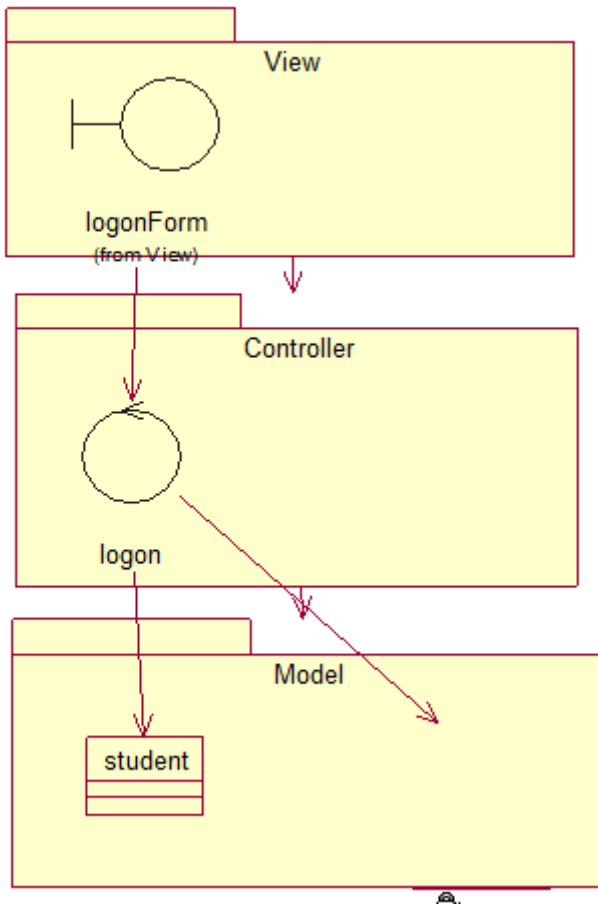 View
logonForm
(from View)
Controller
logon
Model
student